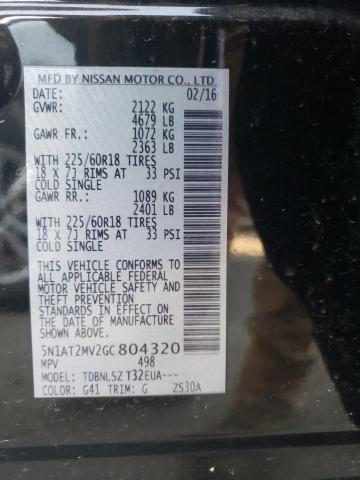 MFD BY NISSAN MOTOR CO., LTD.
DATE: 02/16
GVWR: 2122 KG
4679 LB
GAWR FR.: 1072 KG
2363 LB
WITH 225/60R18 TIRES
18 X 7J RIMS AT 33 PSI
COLD SINGLE
GAWR RR.: 1089 KG
2401 LB
WITH 225/60R18 TIRES
18 X 7J RIMS AT 33 PSI
COLD SINGLE
THIS VEHICLE CONFORMS TO
ALL APPLICABLE FEDERAL
MOTOR VEHICLE SAFETY
AND THEFT PREVENTION
STANDARDS IN EFFECT ON
THE DATE OF MANUFACTURE
SHOWN ABOVE.
5N1AT2MV2GC804320
MPV 498
MODEL: TDBNLSZ T32EUA---
COLOR: G41 TRIM: G ZS30A